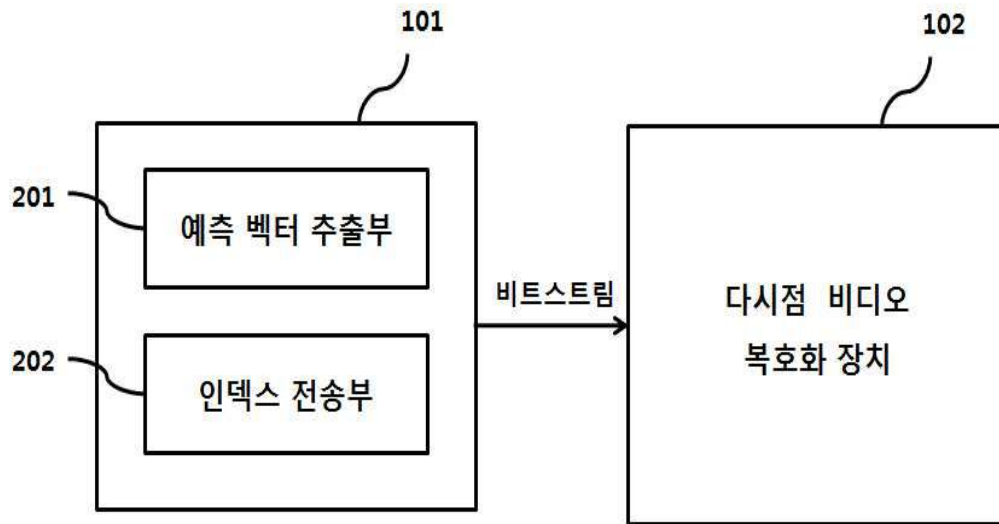 101
102
201
예측 벡터 추출부
비트스트림
다시점 비디오
복호화 장치
202
인덱스 전송부